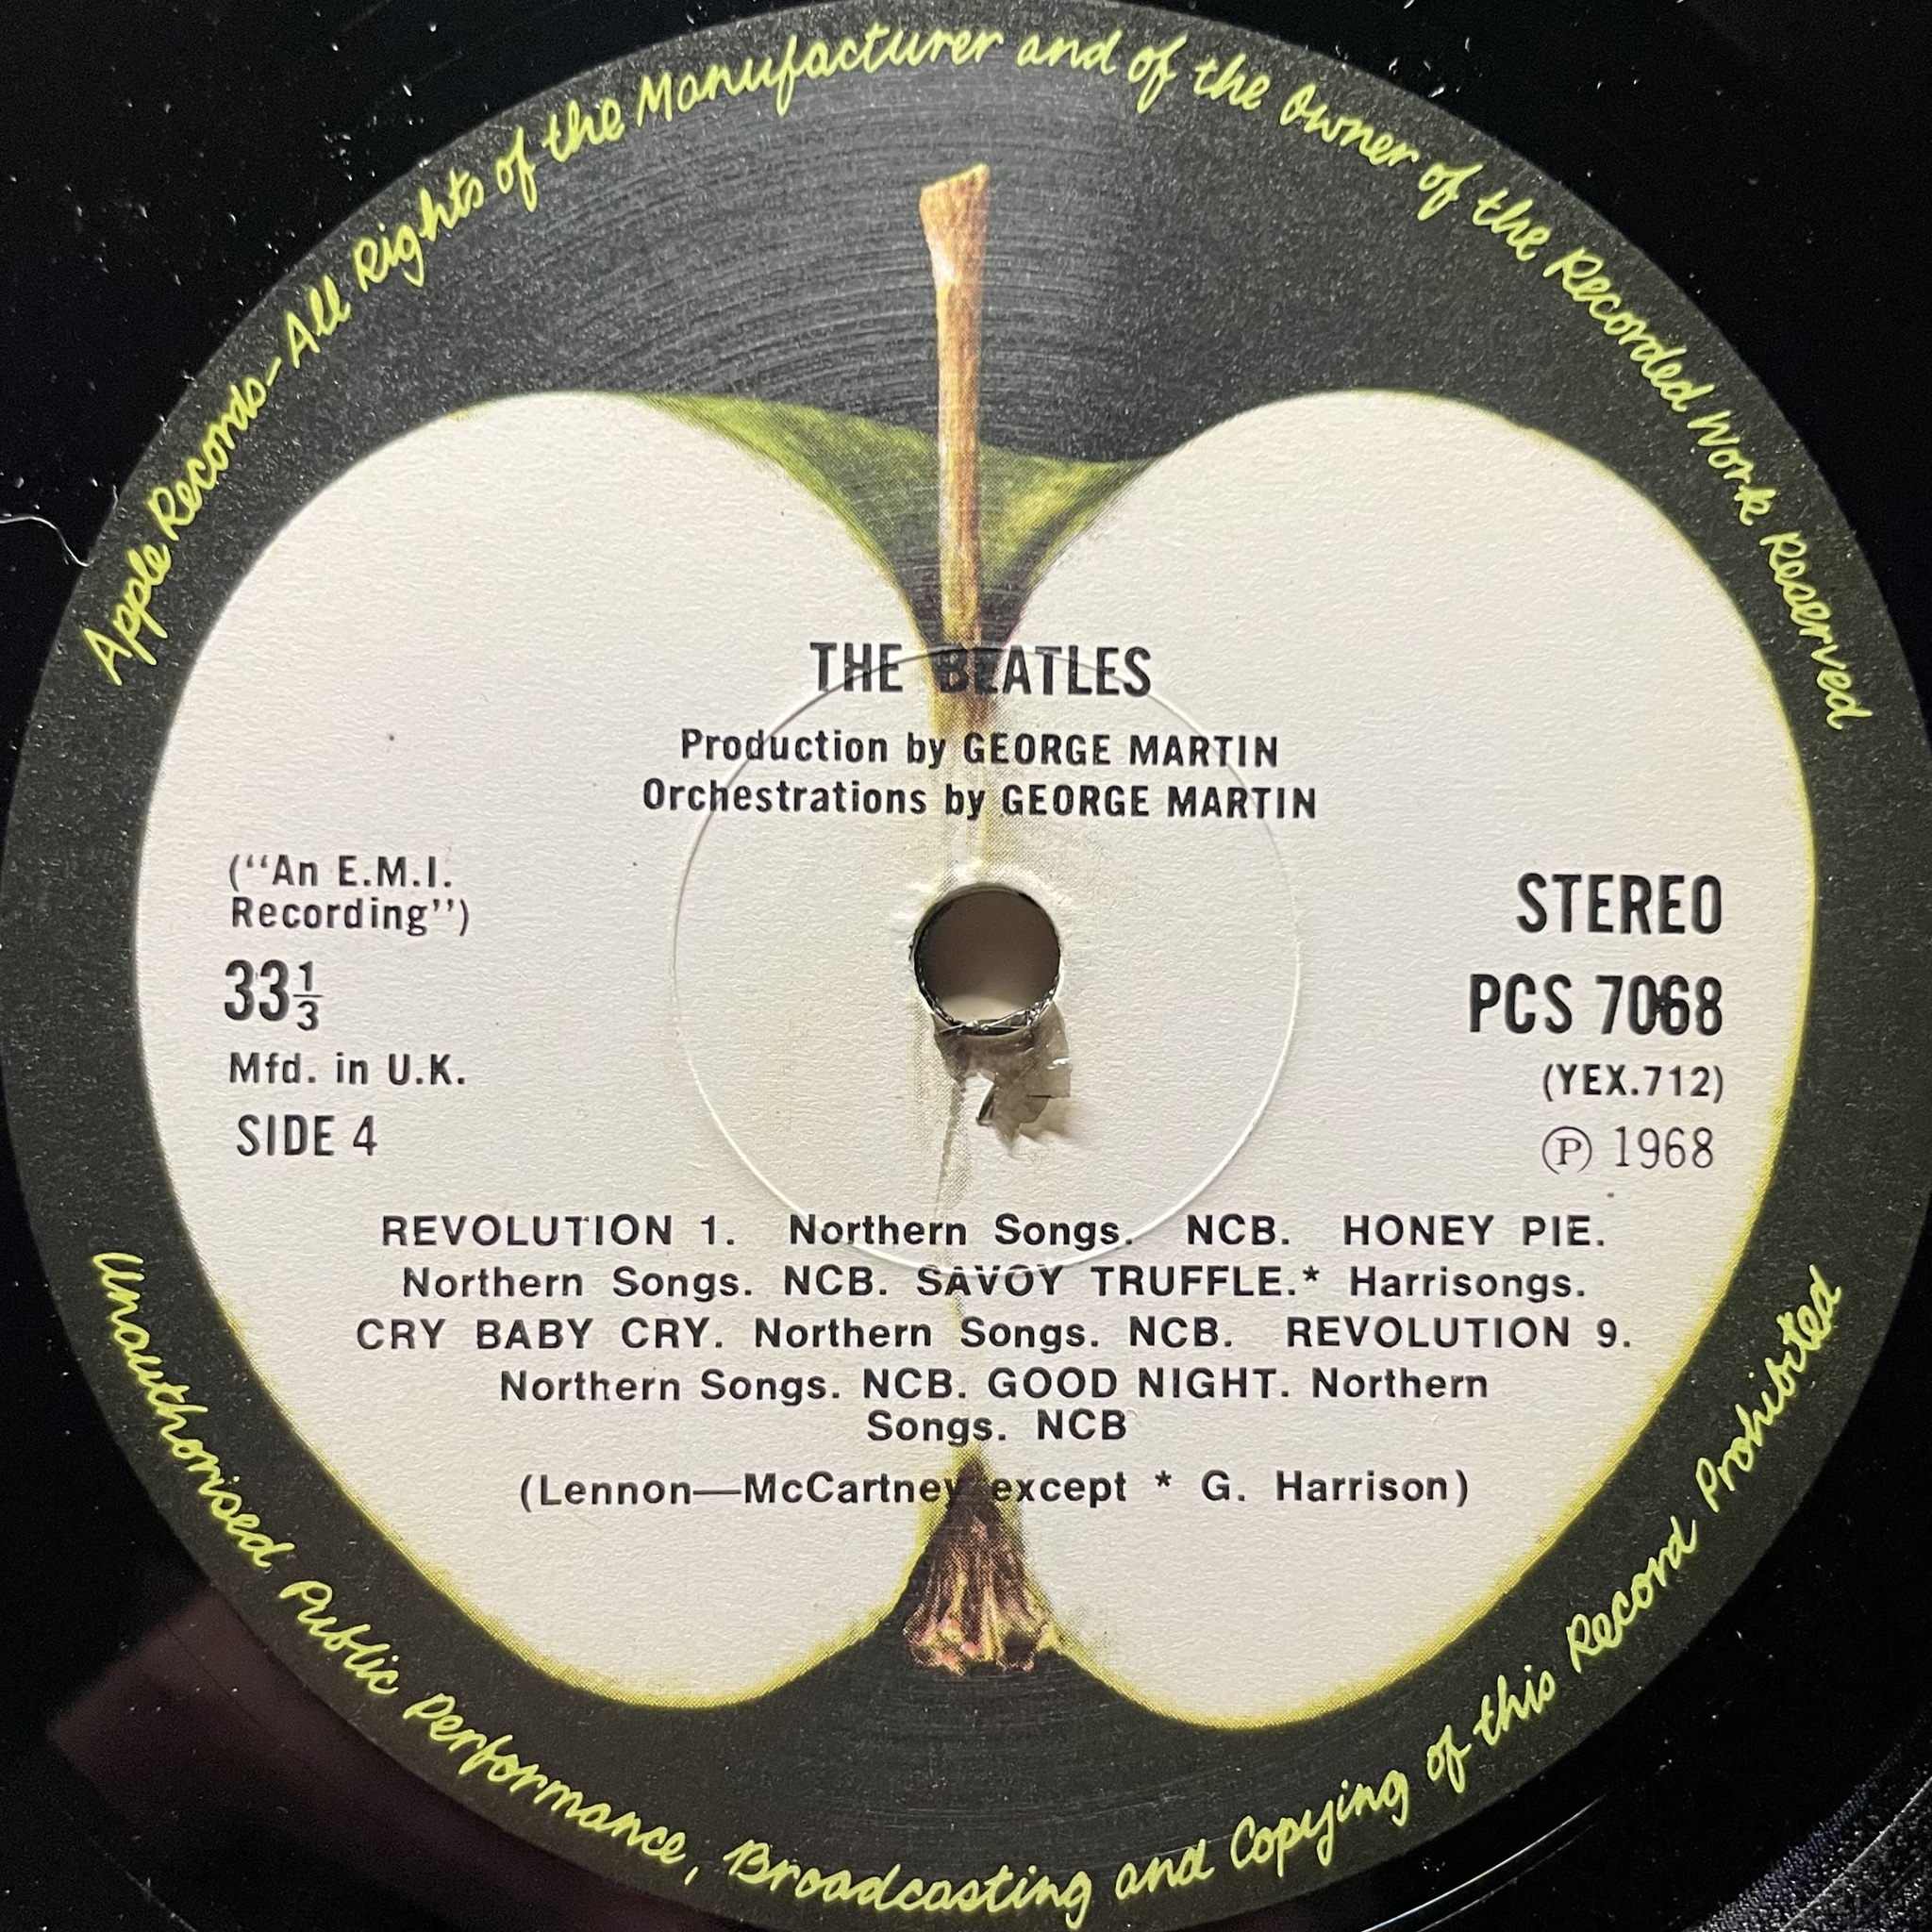 Apple Records - All Rights of the Manufacturer and of the Owner of the Recorded Work Reserved
THE BEATLES
Production by GEORGE MARTIN
Orchestrations by GEORGE MARTIN
(“An E.M.I.
Recording”)
33⅓
Mfd. in U.K.
SIDE 4
STEREO
PCS 7068
(YEX.712)
Ⓟ 1968
REVOLUTION 1. Northern Songs. NCB. HONEY PIE.
Northern Songs. NCB. SAVOY TRUFFLE.* Harrisongs.
CRY BABY CRY. Northern Songs. NCB. REVOLUTION 9.
Northern Songs. NCB. GOOD NIGHT. Northern
Songs. NCB
(Lennon—McCartney except * G. Harrison)
Unauthorised Public Performance, Broadcasting and Copying of this Record Prohibited